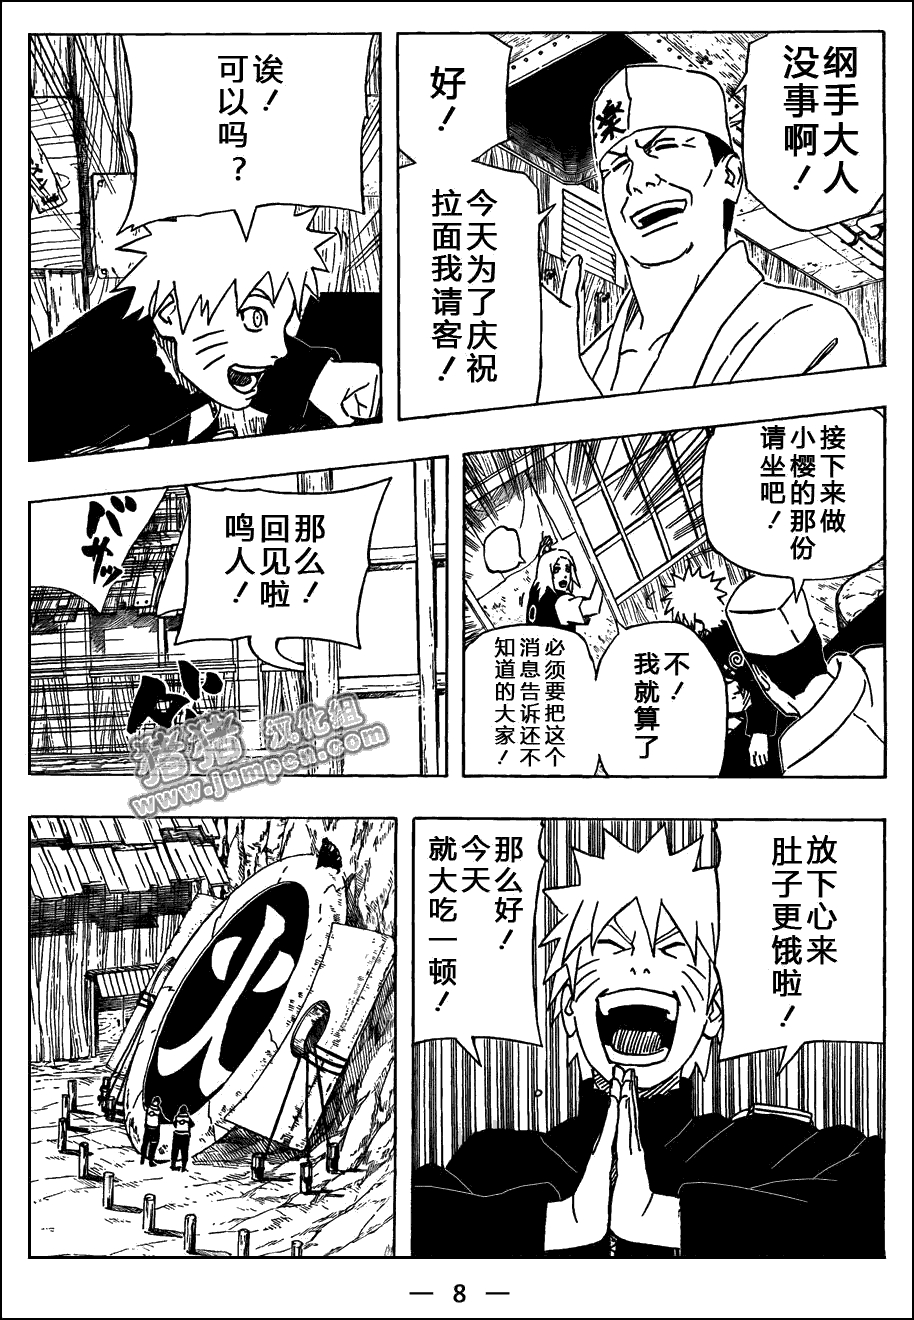 纲手大人
没事啊！
好！
今天为了庆祝
拉面我请客！
诶！
可以吗？
接下来做
小樱的那份
请坐吧！
不！
我就算了
必须要把这个
消息告诉还不
知道的大家！
那么！
回见啦
鸣人！！
バサッ
放下心来
肚子更饿啦！
那么好！
今天
就大吃一顿！
火
猪猪汉化组
www.jumpcn.com
— 8 —